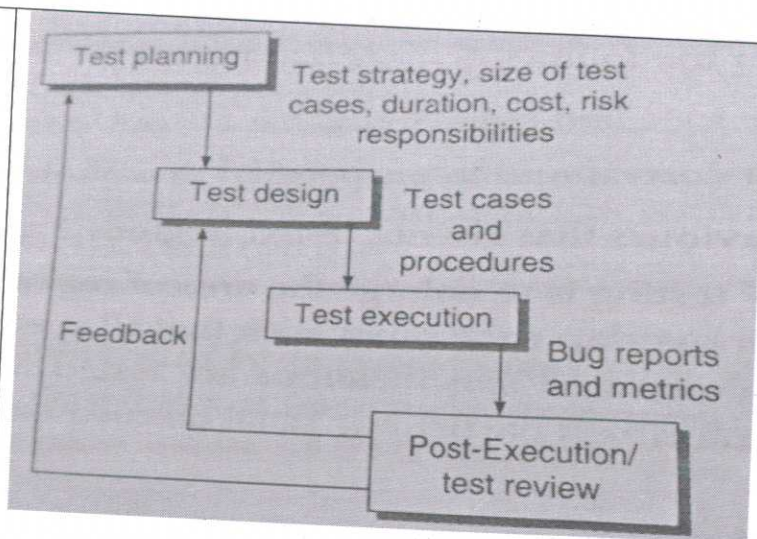 Test planning
Test strategy, size of test
cases, duration, cost, risk
responsibilities
Test design
Test cases
and
procedures
Test execution
Feedback
Bug reports
and metrics
Post-Execution/
test review